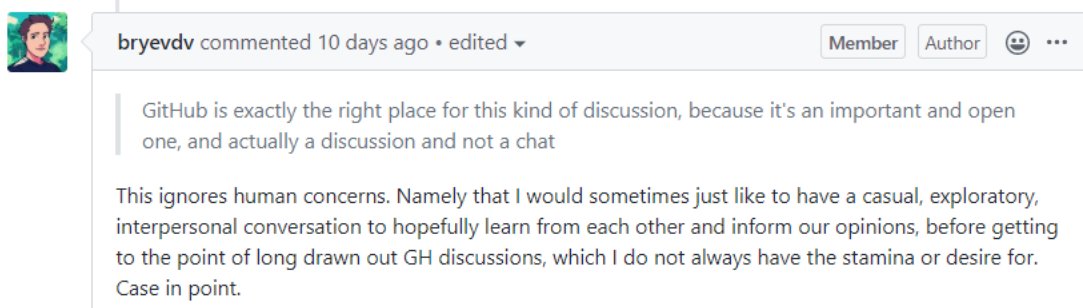 bryevdv commented 10 days ago • edited
Member
Author
GitHub is exactly the right place for this kind of discussion, because it's an important and open
one, and actually a discussion and not a chat
This ignores human concerns. Namely that I would sometimes just like to have a casual, exploratory,
interpersonal conversation to hopefully learn from each other and inform our opinions, before getting
to the point of long drawn out GH discussions, which I do not always have the stamina or desire for.
Case in point.